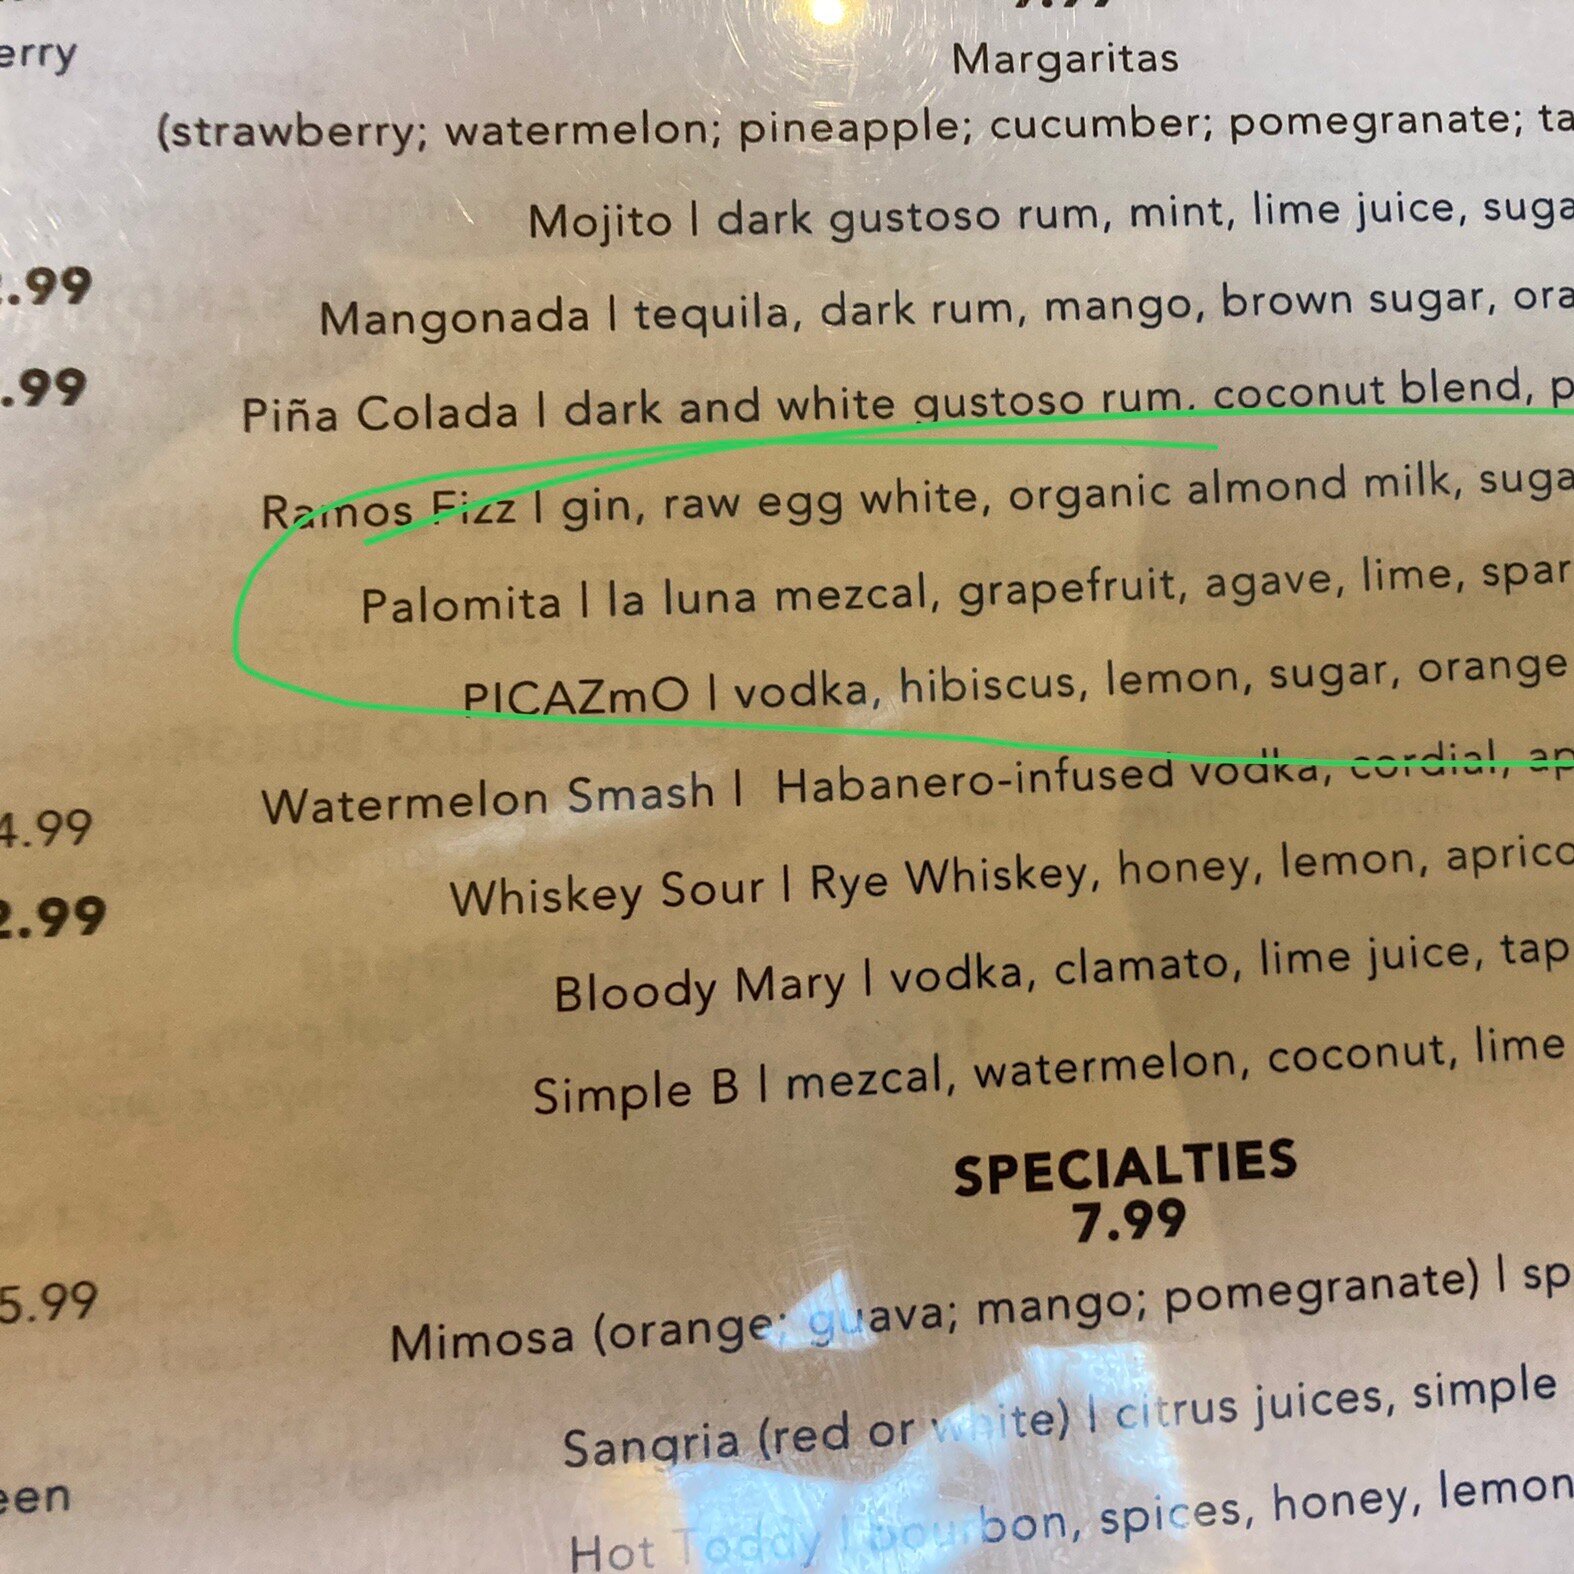 erry
Margaritas
(strawberry; watermelon; pineapple; cucumber; pomegranate; ta
Mojito | dark gustoso rum, mint, lime juice, suga
.99
Mangonada | tequila, dark rum, mango, brown sugar, ora
.99
Piña Colada | dark and white gustoso rum, coconut blend, p
Ramos Fizz | gin, raw egg white, organic almond milk, suga
Palomita | la luna mezcal, grapefruit, agave, lime, spar
PICAZmO | vodka, hibiscus, lemon, sugar, orange
Watermelon Smash | Habanero-infused vodka, cordial, ap
4.99
Whiskey Sour | Rye Whiskey, honey, lemon, aprico
2.99
Bloody Mary | vodka, clamato, lime juice, tap
Simple B | mezcal, watermelon, coconut, lime
SPECIALTIES
7.99
5.99
Mimosa (orange; guava; mango; pomegranate) | sp
Sangria (red or white) | citrus juices, simple
een
Hot Toddy | bourbon, spices, honey, lemon